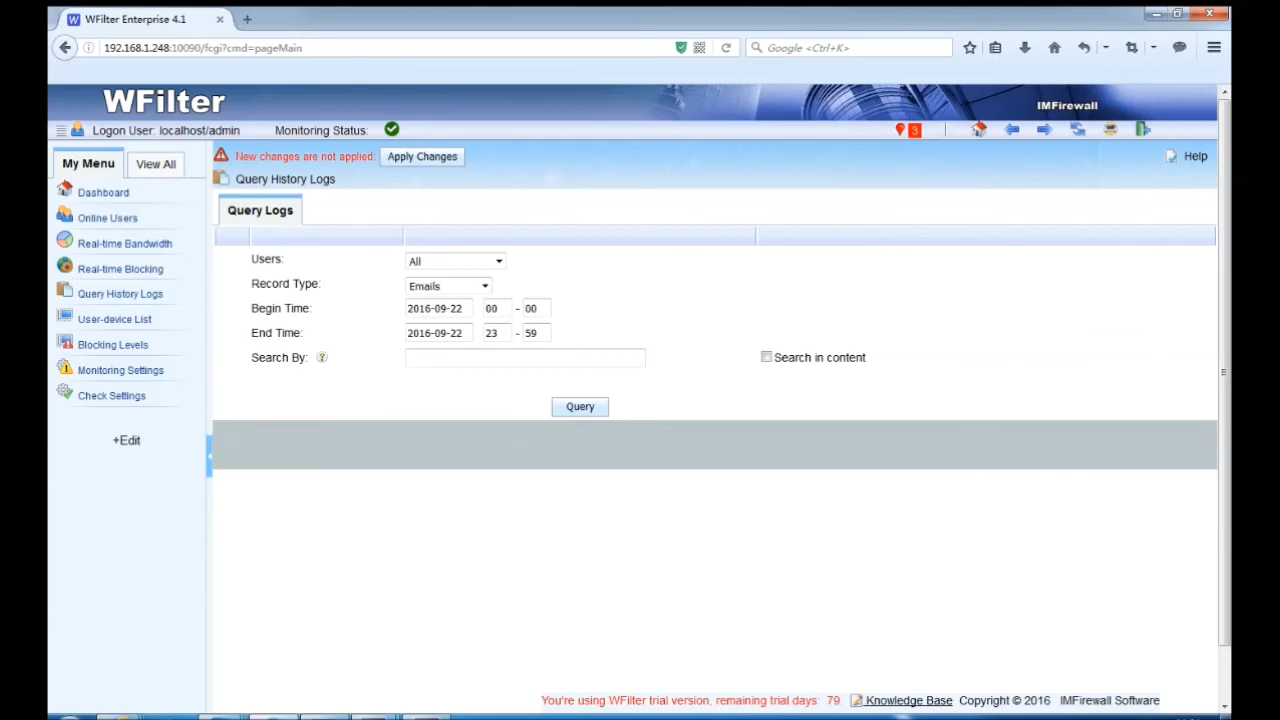 WFilter Enterprise 4.1
192.168.1.248:10090/fcgi?cmd=pageMain
Google <Ctrl+K>
WFilter
IMFirewall
Logon User: localhost/admin Monitoring Status: 3
My Menu View All
New changes are not applied: Apply Changes Help
Query History Logs
Query Logs
Dashboard
Online Users
Real-time Bandwidth
Real-time Blocking
Query History Logs
User-device List
Blocking Levels
Monitoring Settings
Check Settings
+Edit
Users: All
Record Type: Emails
Begin Time: 2016-09-22 00 - 00
End Time: 2016-09-22 23 - 59
Search By: ? Search in content
Query
You're using WFilter trial version, remaining trial days: 79. Knowledge Base Copyright © 2016 IMFirewall Software